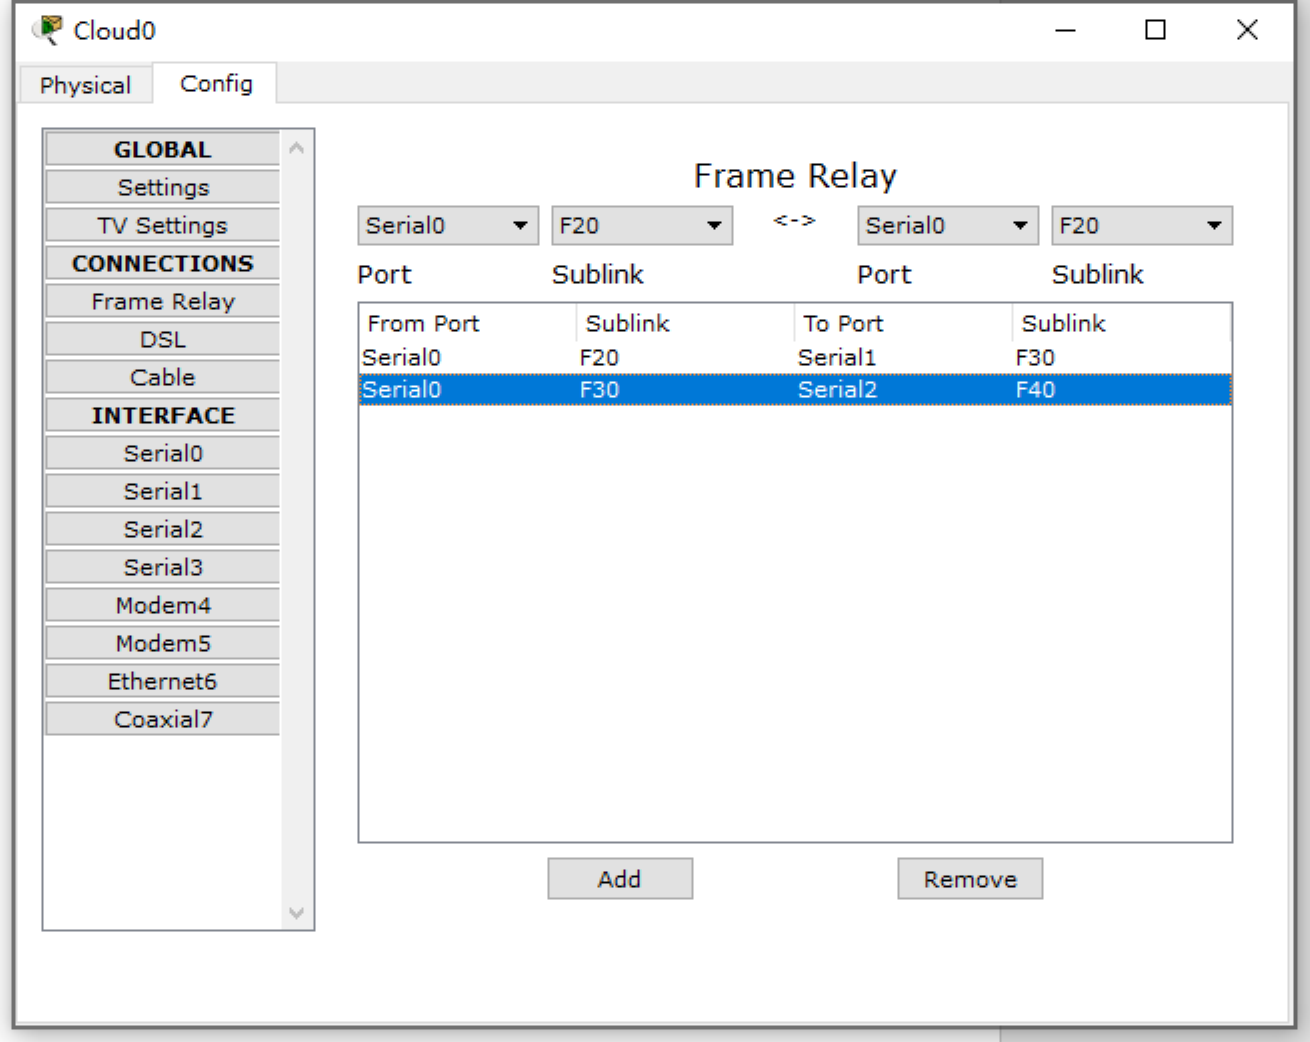 Cloud0
Physical Config
GLOBAL
Settings
TV Settings
CONNECTIONS
Frame Relay
DSL
Cable
INTERFACE
Serial0
Serial1
Serial2
Serial3
Modem4
Modem5
Ethernet6
Coaxial7
Frame Relay
Serial0 F20 <-> Serial0 F20
Port Sublink Port Sublink
From Port Sublink To Port Sublink
Serial0 F20 Serial1 F30
Serial0 F30 Serial2 F40
Add Remove